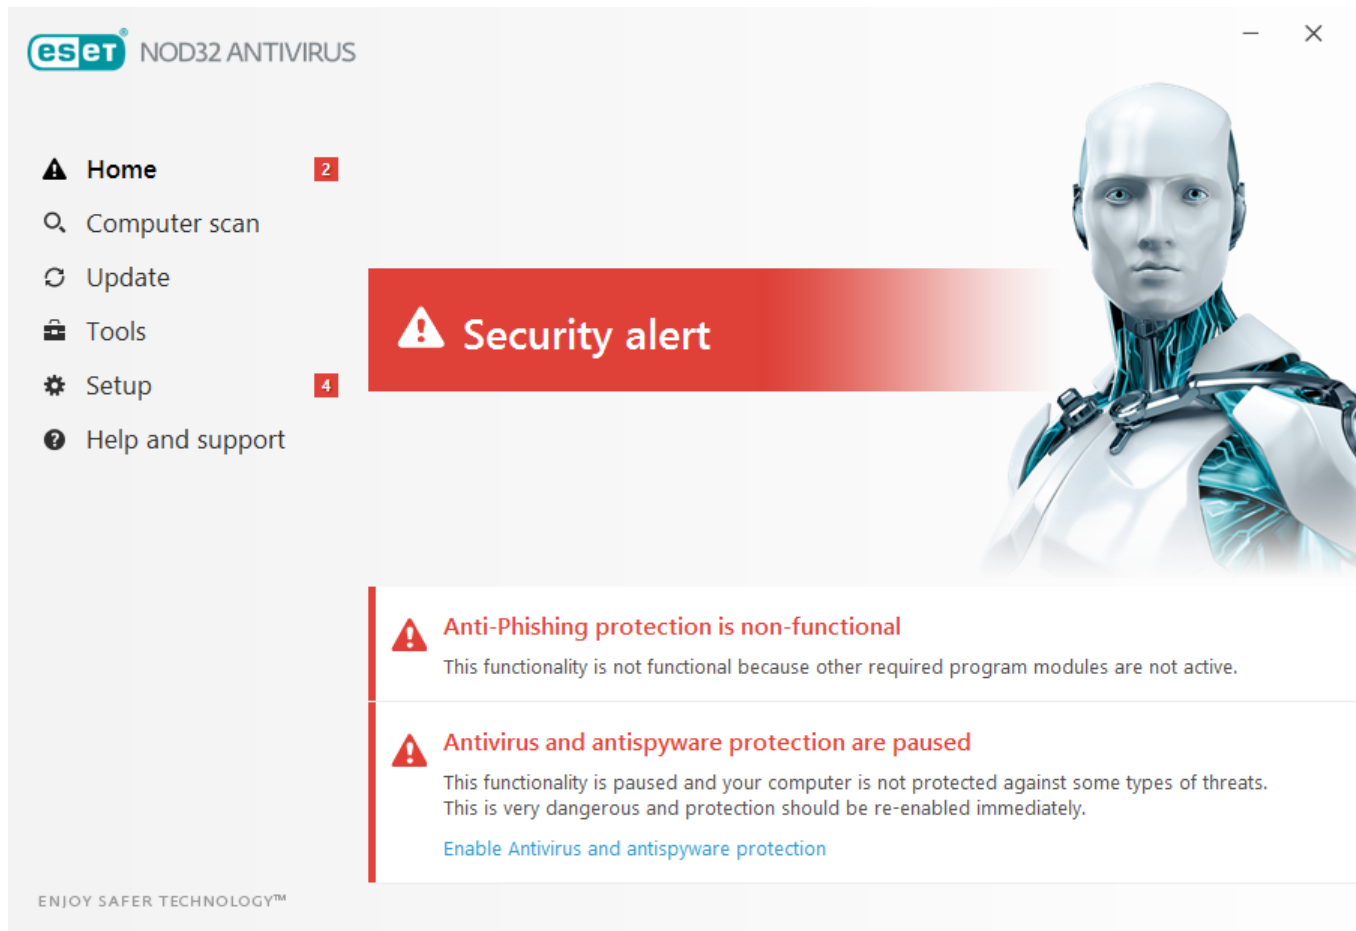 eseT® NOD32 ANTIVIRUS
Home 2
Computer scan
Update
Tools
Setup 4
Help and support
Security alert
Anti-Phishing protection is non-functional
This functionality is not functional because other required program modules are not active.
Antivirus and antispyware protection are paused
This functionality is paused and your computer is not protected against some types of threats.
This is very dangerous and protection should be re-enabled immediately.
Enable Antivirus and antispyware protection
ENJOY SAFER TECHNOLOGY™